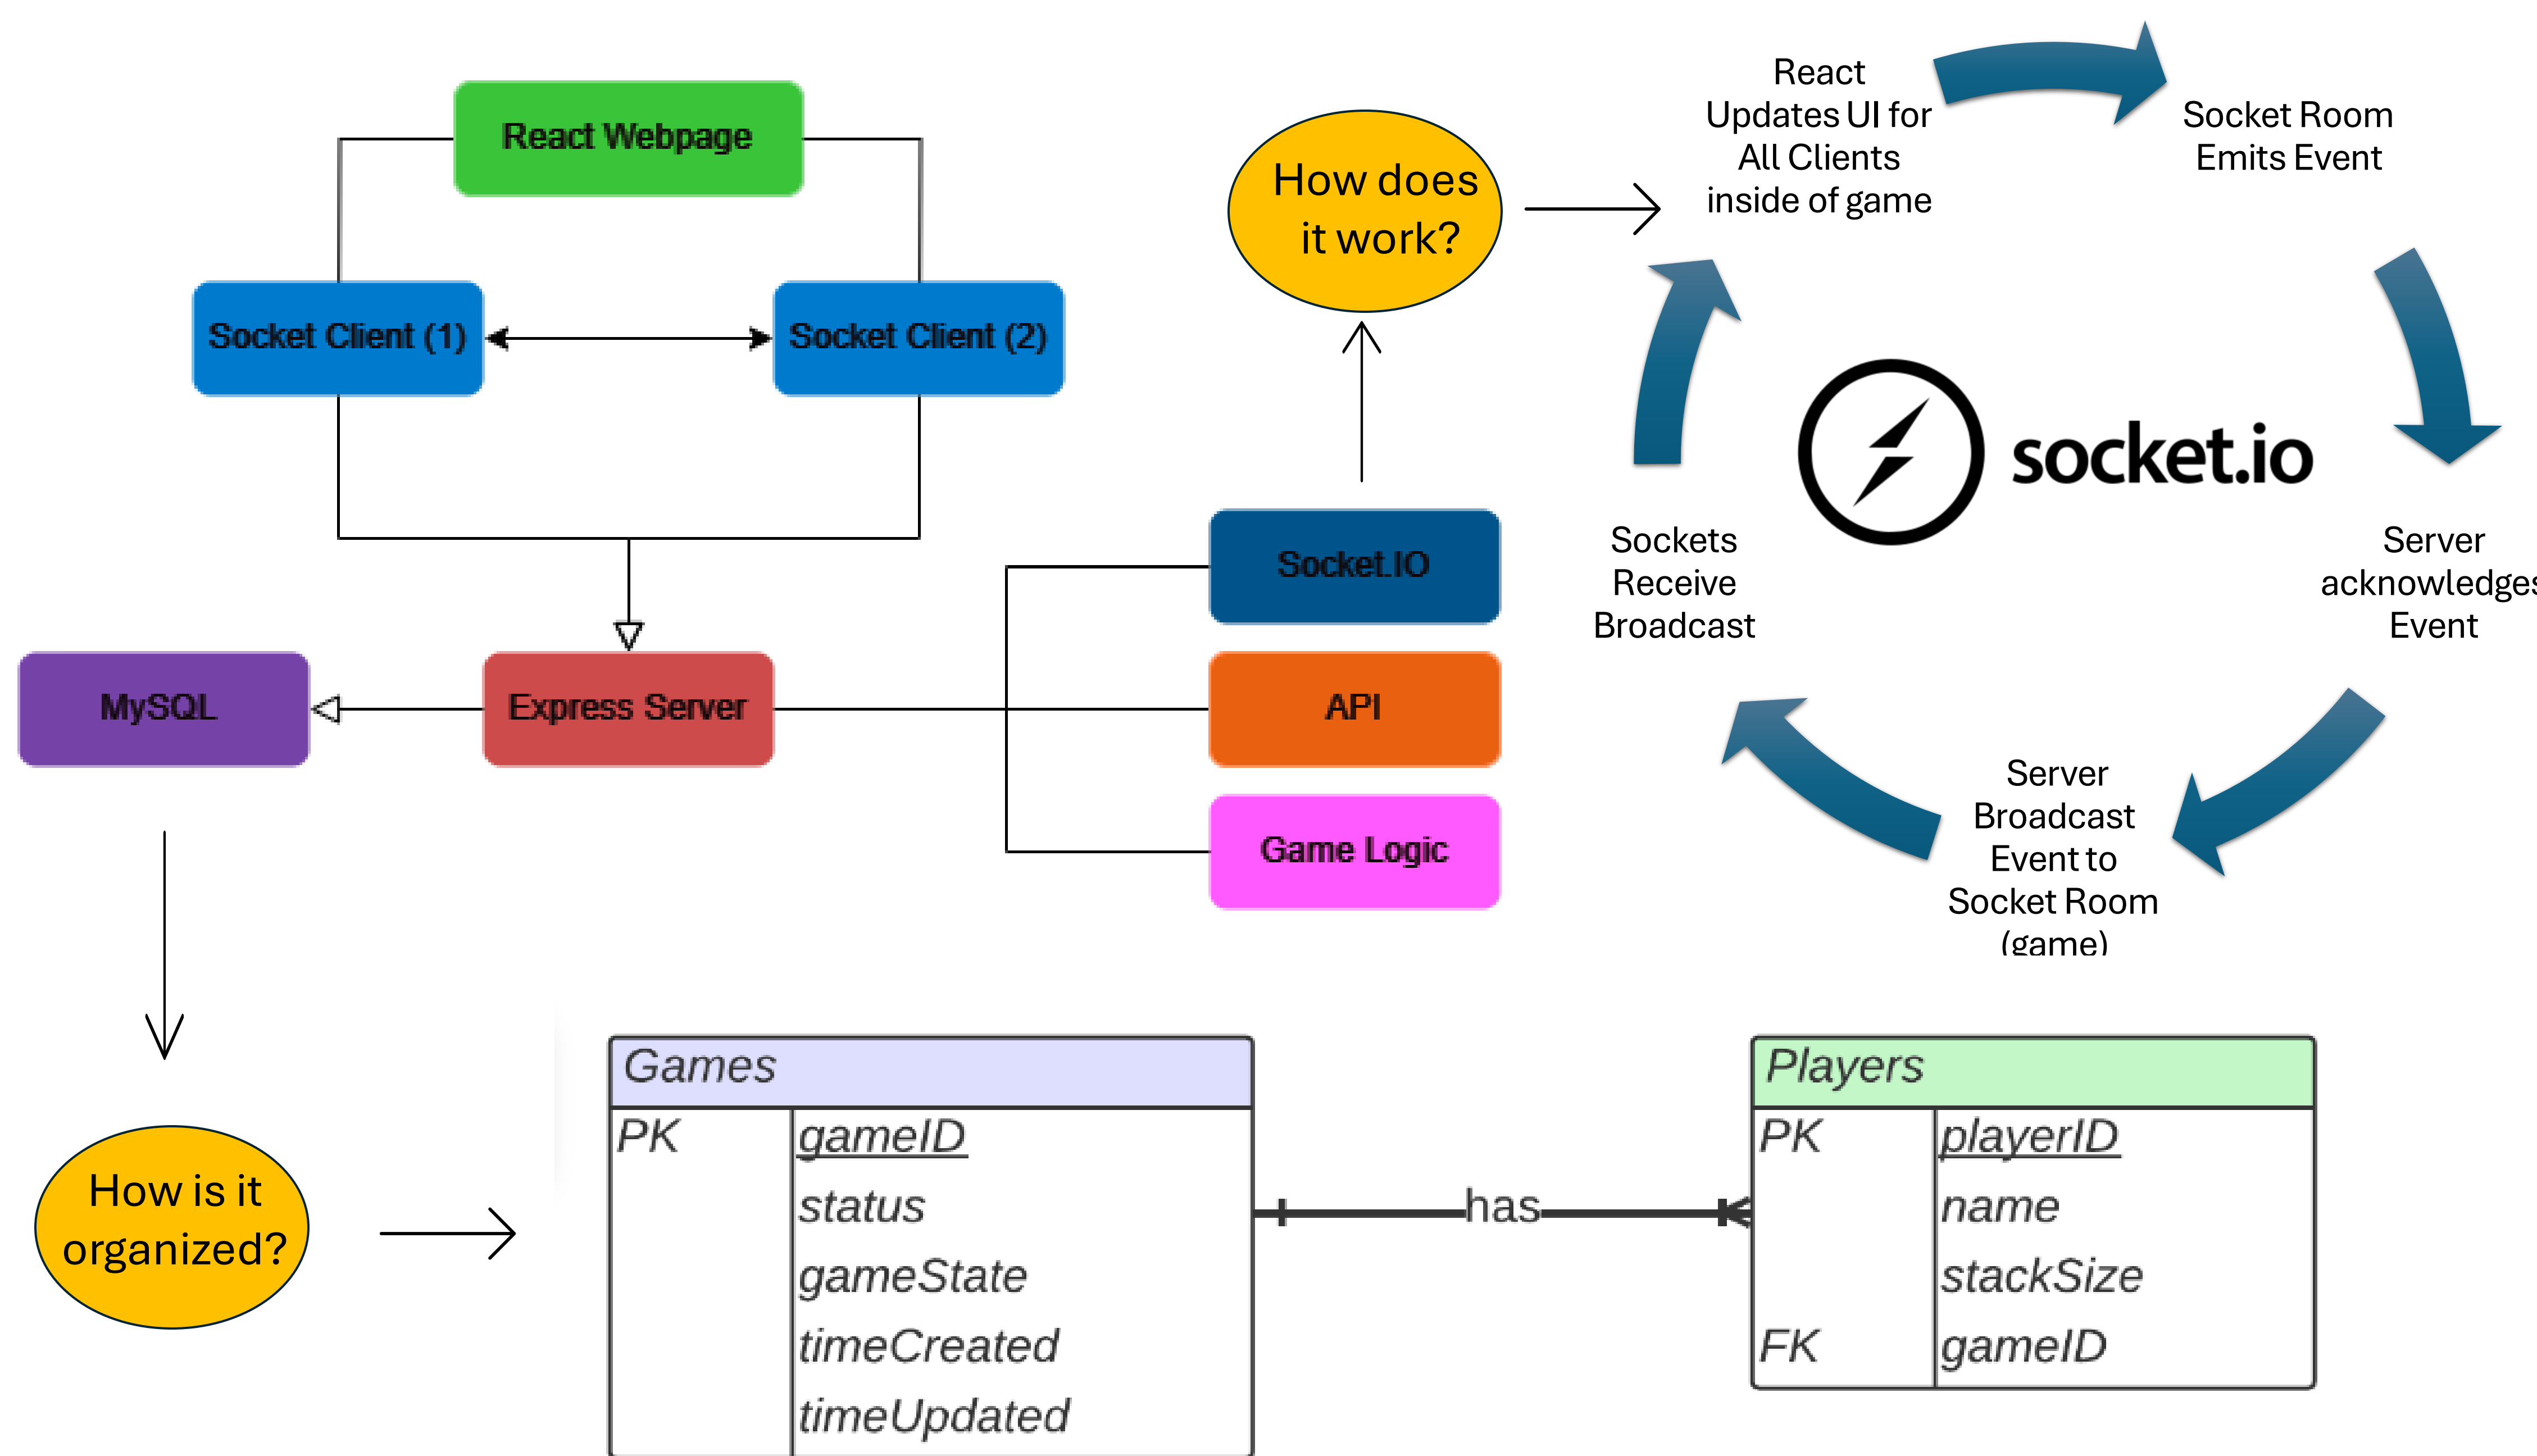 React Webpage
Socket Client (1)
Socket Client (2)
MySQL
Express Server
Socket.IO
API
Game Logic
How does
it work?
React
Updates UI for
All Clients
inside of game
Socket Room
Emits Event
Server
acknowledges
Event
Server
Broadcast
Event to
Socket Room
(game)
Sockets
Receive
Broadcast
socket.io
How is it
organized?
Games
PK gameID
status
gameState
timeCreated
timeUpdated
has
Players
PK playerID
name
stackSize
FK gameID